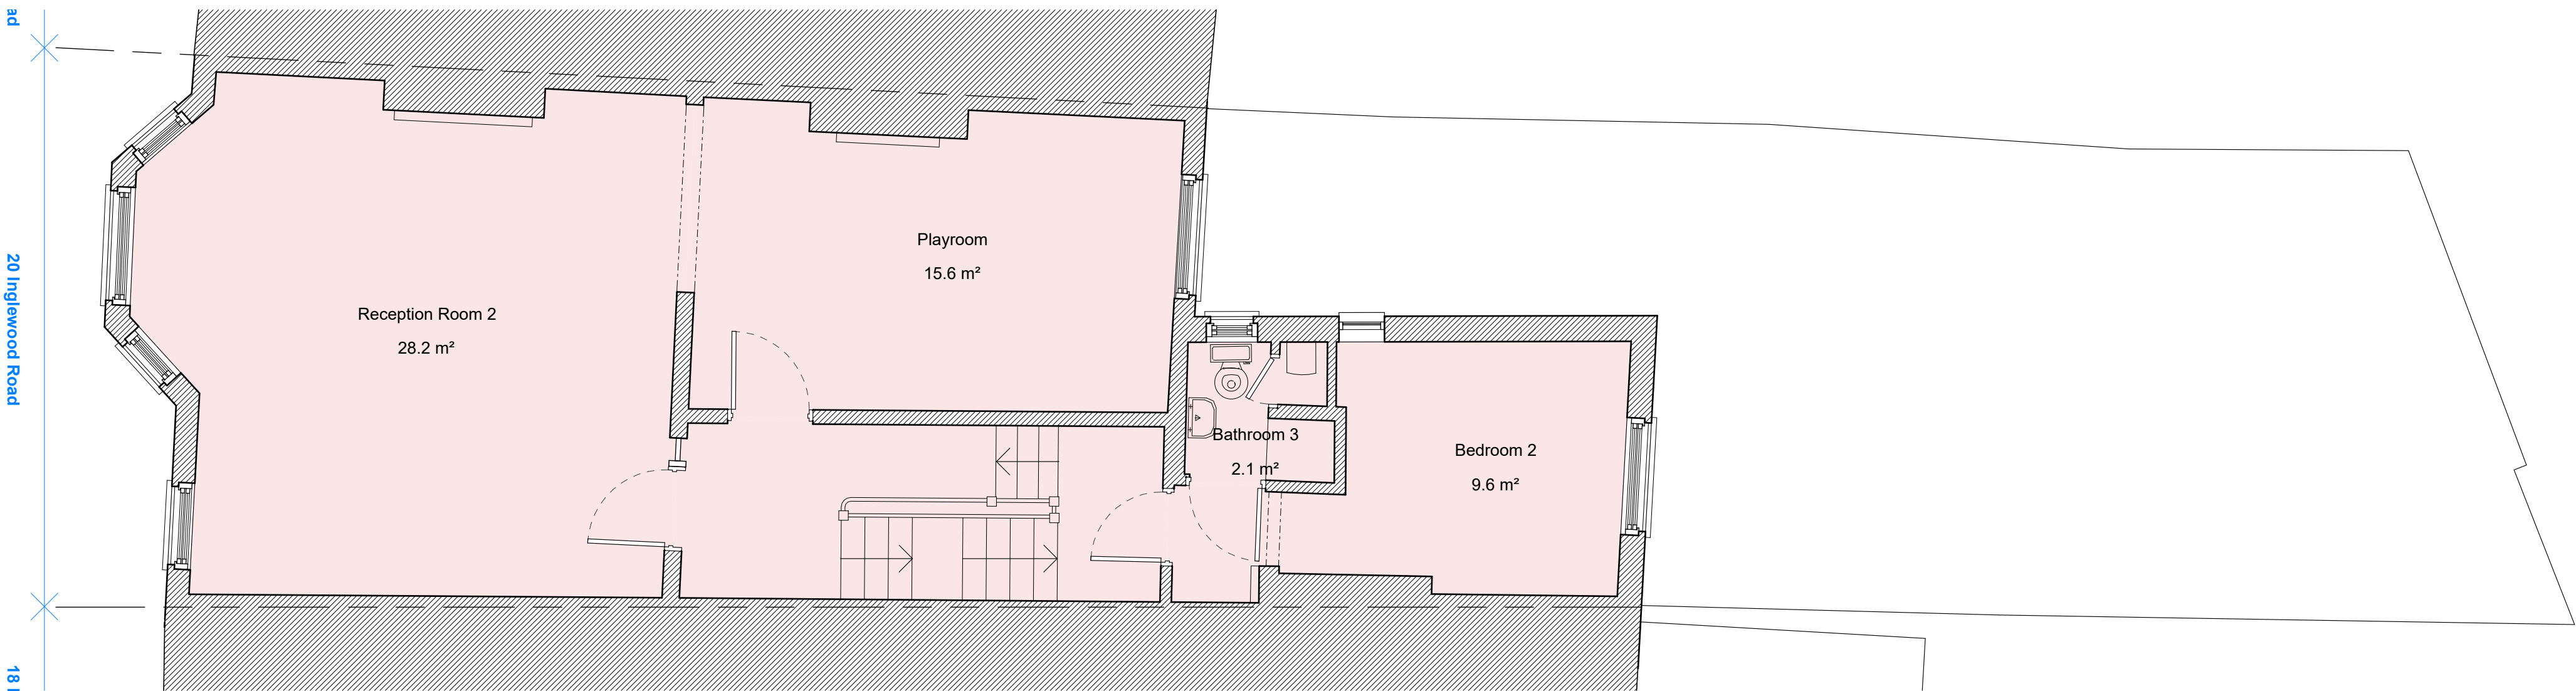 ad
20 Inglewood Road
18
Reception Room 2
28.2 m²
Playroom
15.6 m²
Bathroom 3
2.1 m²
Bedroom 2
9.6 m²